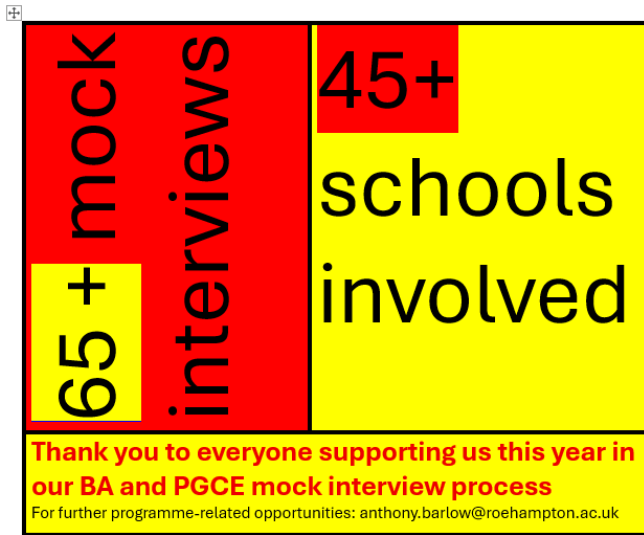 65 + mock
interviews
45+
schools
involved
Thank you to everyone supporting us this year in
our BA and PGCE mock interview process
For further programme-related opportunities: anthony.barlow@roehampton.ac.uk